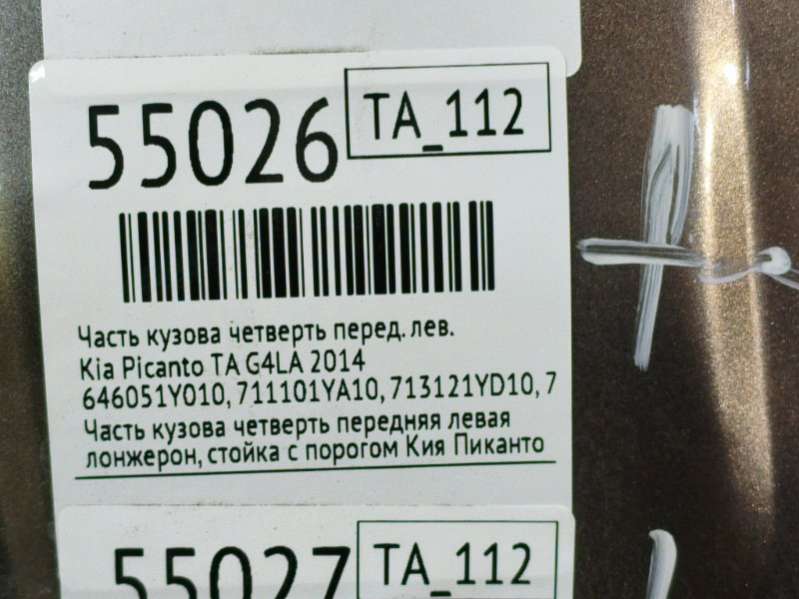 55026
TA_112
Часть кузова четверть перед. лев.
Kia Picanto TA G4LA 2014
646051Y010, 711101YA10, 713121YD10, 7
Часть кузова четверть передняя левая
лонжерон, стойка с порогом Кия Пиканто
55027
TA_112